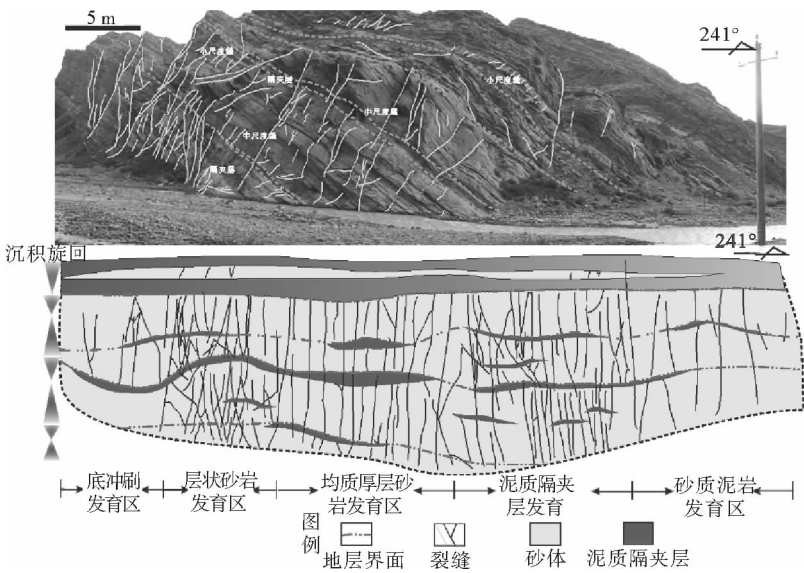 5 m
241°
小尺度缝
隔夹层
小尺度缝
中尺度缝
中尺度缝
隔夹层
241°
沉积旋回
底冲刷
发育区
层状砂岩
发育区
均质厚层砂
岩发育区
泥质隔夹
层发育
砂质泥岩
发育区
图
例
地层界面
裂缝
砂体
泥质隔夹层